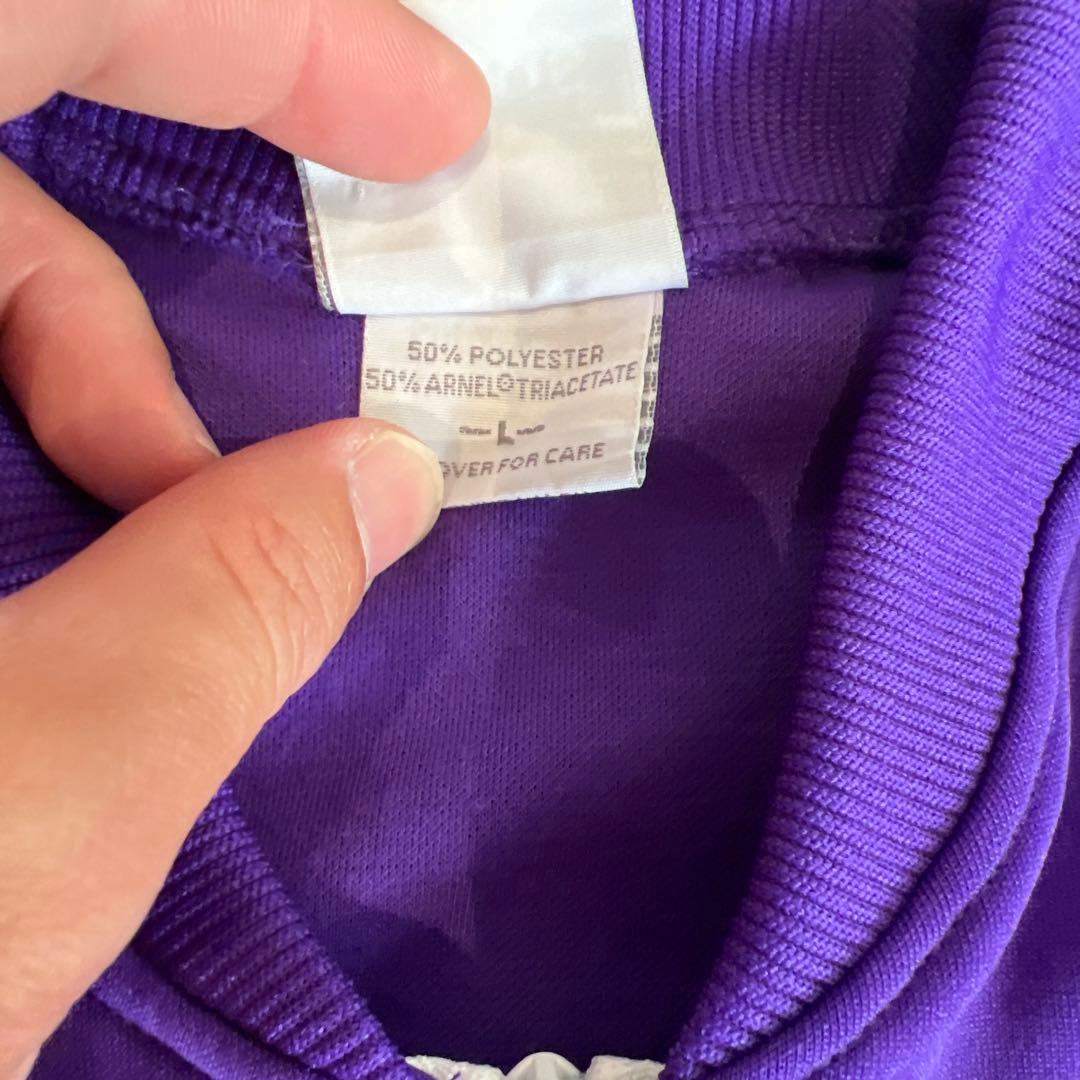 50% POLYESTER
50% ARNEL® TRIACETATE
L
OVER FOR CARE